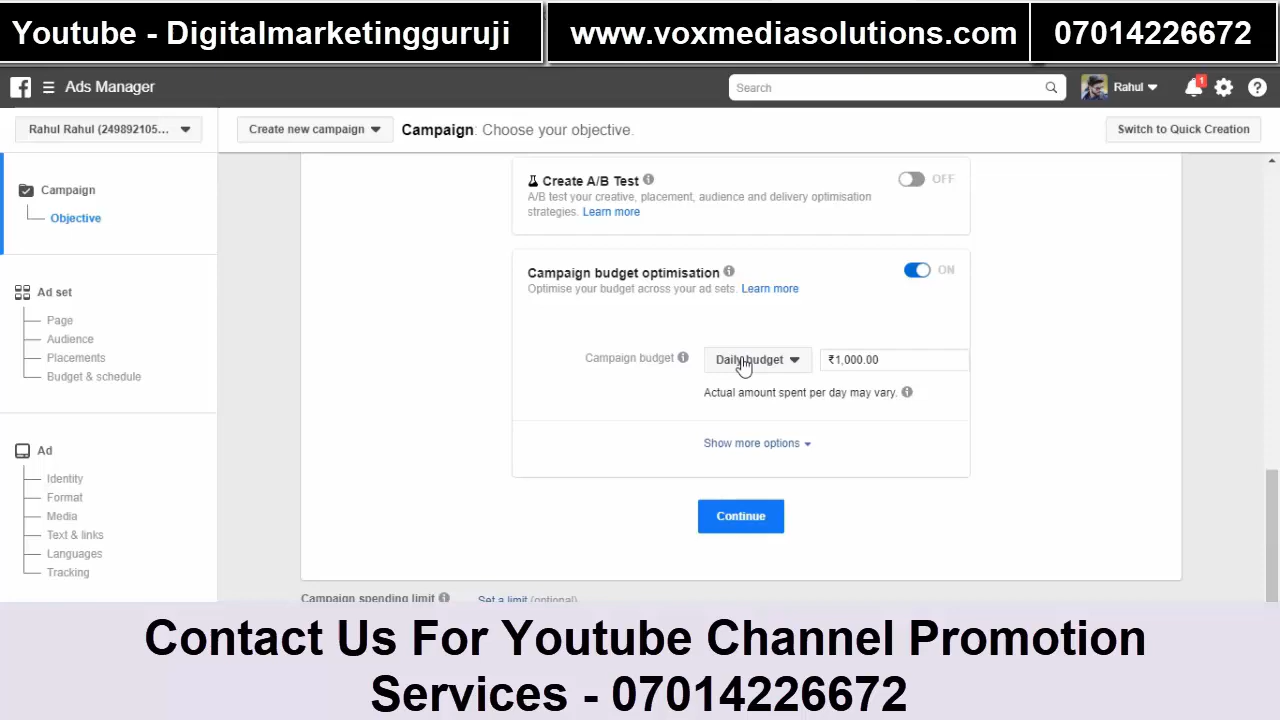 Youtube - Digitalmarketingguruji
www.voxmediasolutions.com
07014226672
Ads Manager
Search
Rahul
1
Rahul Rahul (249892105...
Create new campaign
Campaign: Choose your objective.
Switch to Quick Creation
Campaign
Objective
Ad set
Page
Audience
Placements
Budget & schedule
Ad
Identity
Format
Media
Text & links
Languages
Tracking
Create A/B Test
OFF
A/B test your creative, placement, audience and delivery optimisation
strategies. Learn more
Campaign budget optimisation
ON
Optimise your budget across your ad sets. Learn more
Campaign budget
Daily budget
₹1,000.00
Actual amount spent per day may vary.
Show more options
Continue
Campaign spending limit
Set a limit (optional).
Contact Us For Youtube Channel Promotion
Services - 07014226672